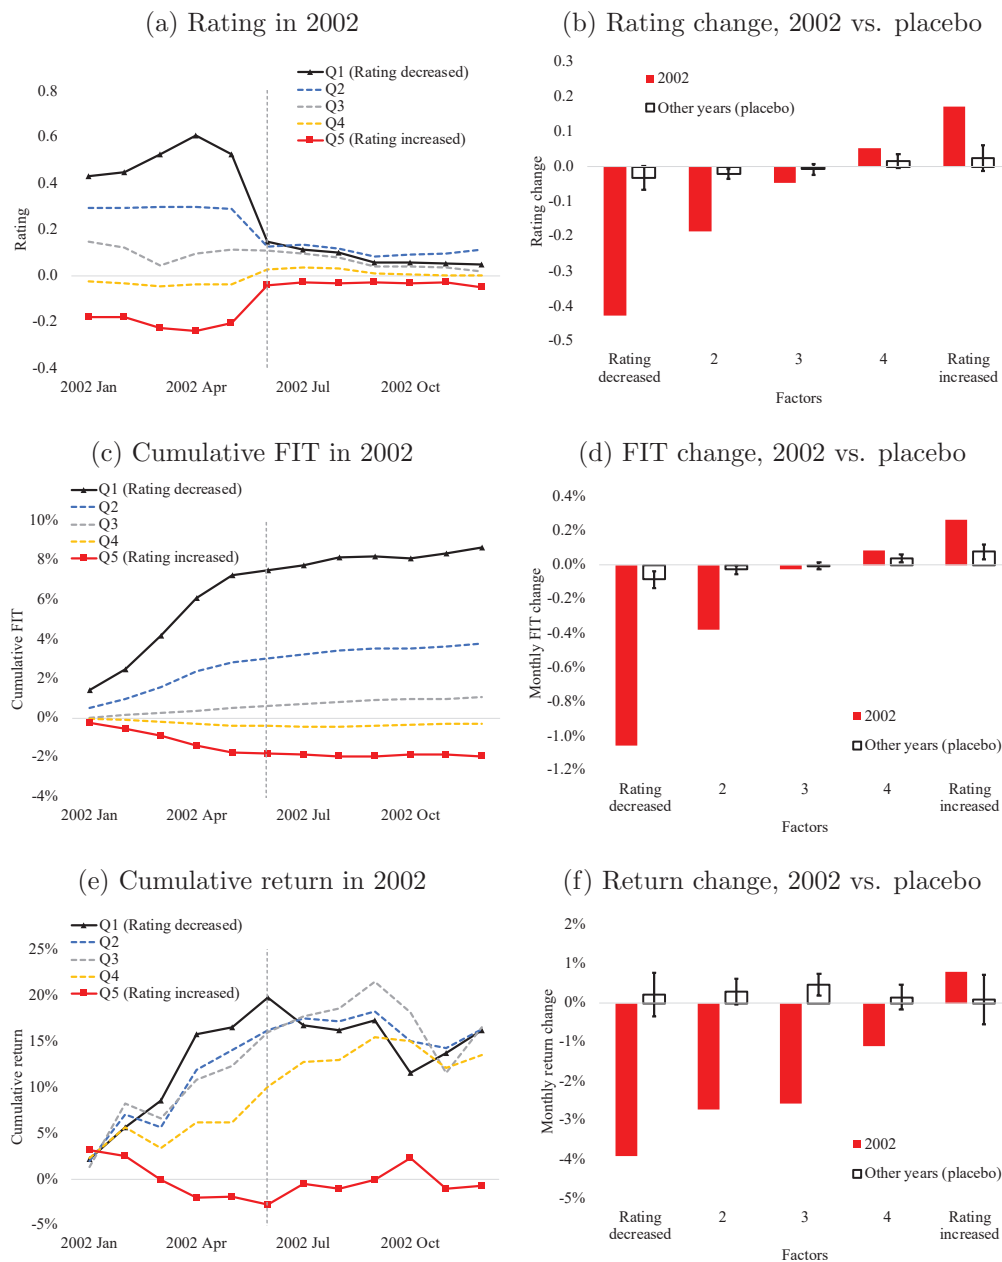 (a) Rating in 2002
Q1 (Rating decreased)
Q2
Q3
Q4
Q5 (Rating increased)
0.8
0.6
0.4
0.2
0.0
-0.2
-0.4
Rating
2002 Jan 2002 Apr 2002 Jul 2002 Oct
(b) Rating change, 2002 vs. placebo
2002
Other years (placebo)
0.3
0.2
0.1
0.0
-0.1
-0.2
-0.3
-0.4
-0.5
Rating change
Rating decreased 2 3 4 Rating increased
Factors
(c) Cumulative FIT in 2002
Q1 (Rating decreased)
Q2
Q3
Q4
Q5 (Rating increased)
10%
8%
6%
4%
2%
0%
-2%
-4%
Cumulative FIT
2002 Jan 2002 Apr 2002 Jul 2002 Oct
(d) FIT change, 2002 vs. placebo
0.4%
0.2%
0.0%
-0.2%
-0.4%
-0.6%
-0.8%
-1.0%
-1.2%
Monthly FIT change
2002
Other years (placebo)
Rating decreased 2 3 4 Rating increased
Factors
(e) Cumulative return in 2002
Q1 (Rating decreased)
Q2
Q3
Q4
Q5 (Rating increased)
25%
20%
15%
10%
5%
0%
-5%
Cumulative return
2002 Jan 2002 Apr 2002 Jul 2002 Oct
(f) Return change, 2002 vs. placebo
2%
1%
0%
-1%
-2%
-3%
-4%
-5%
Monthly return change
2002
Other years (placebo)
Rating decreased 2 3 4 Rating increased
Factors